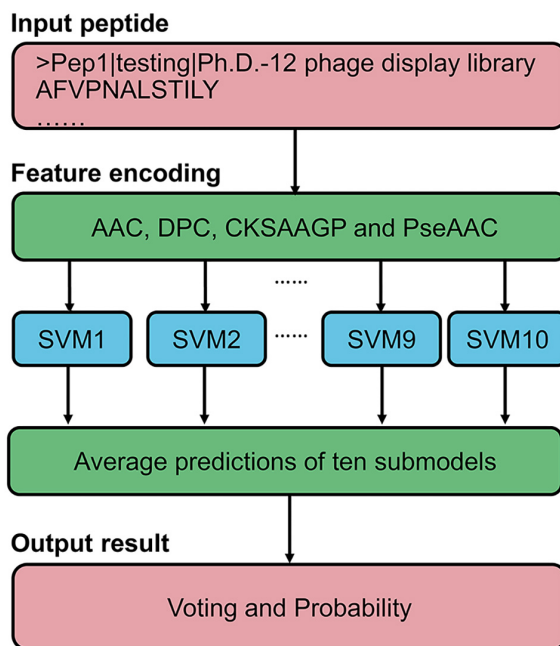 Input peptide
>Pep1|testing|Ph.D.-12 phage display library
AFVPNALSTILY
......
Feature encoding
AAC, DPC, CKSAAGP and PseAAC
......
SVM1 SVM2 ...... SVM9 SVM10
Average predictions of ten submodels
Output result
Voting and Probability